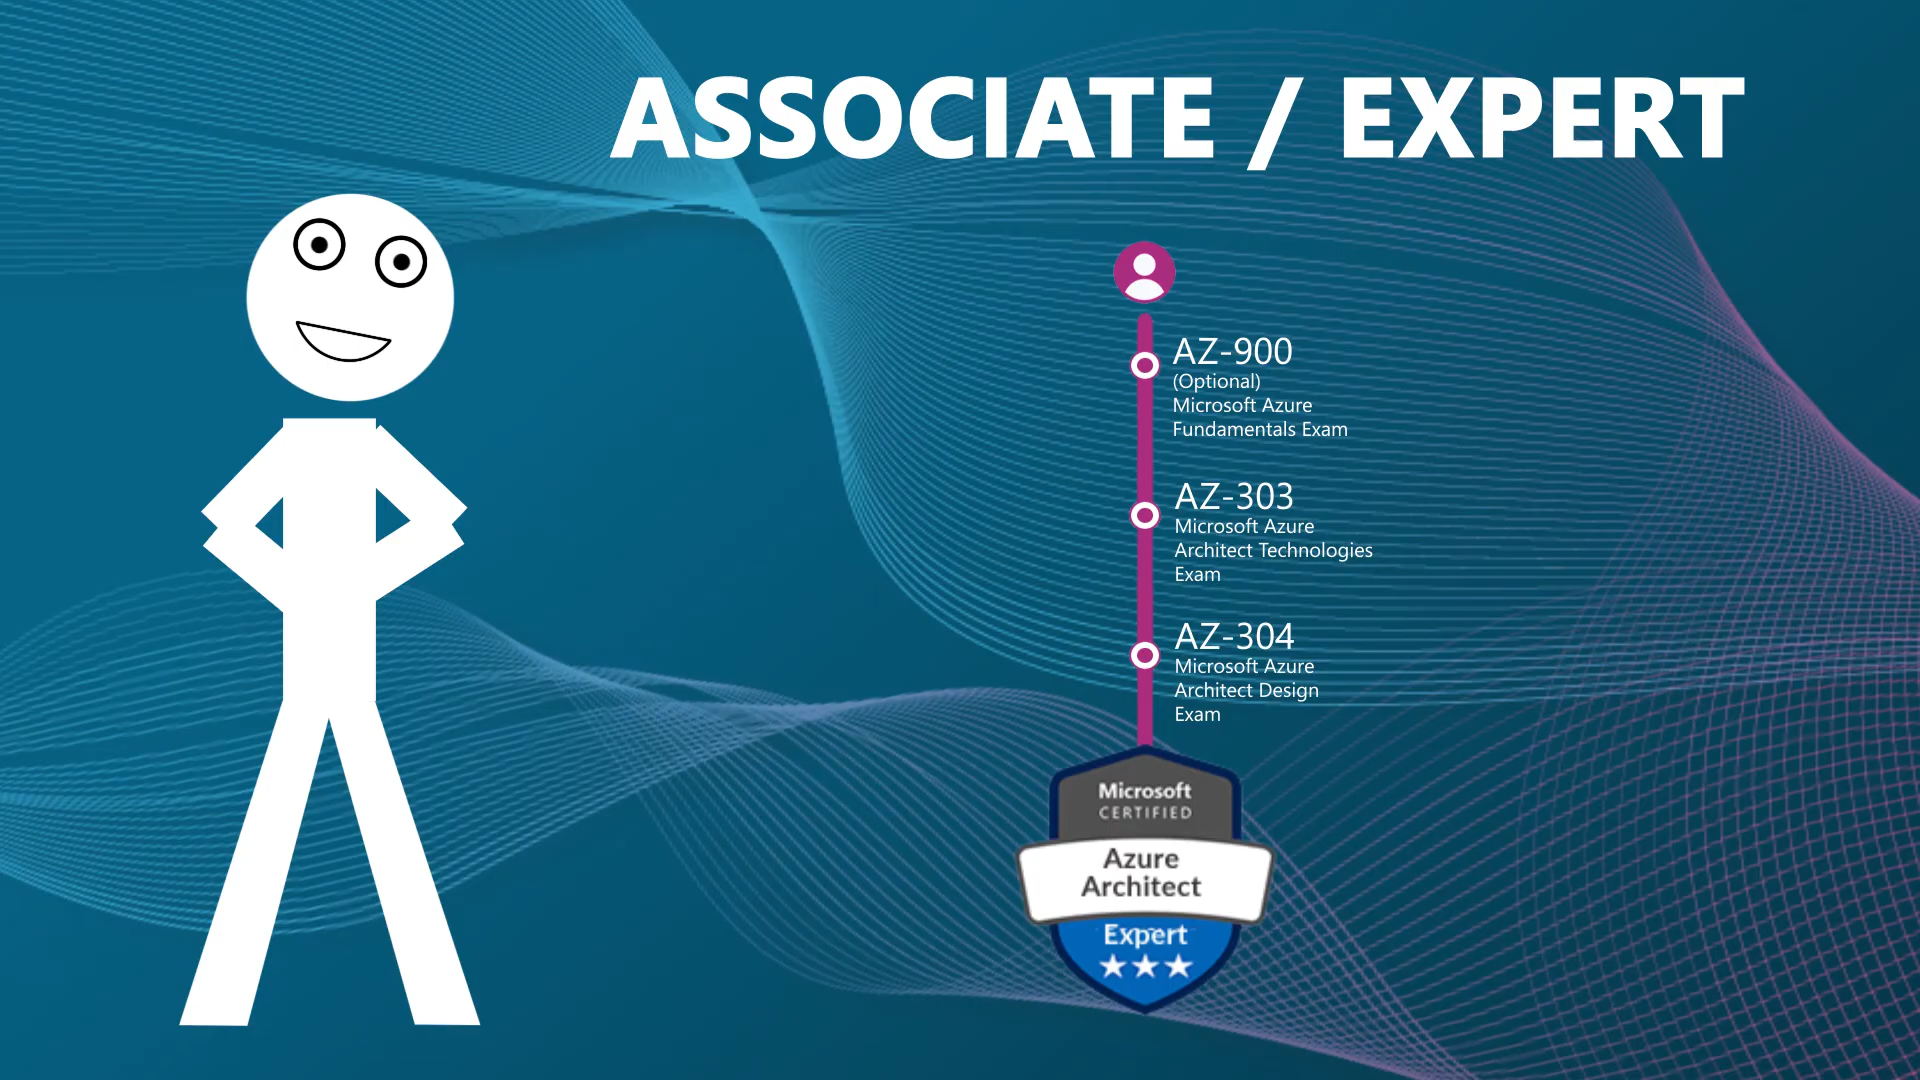 ASSOCIATE / EXPERT
AZ-900
(Optional)
Microsoft Azure
Fundamentals Exam
AZ-303
Microsoft Azure
Architect Technologies
Exam
AZ-304
Microsoft Azure
Architect Design
Exam
Microsoft
CERTIFIED
Azure
Architect
Expert